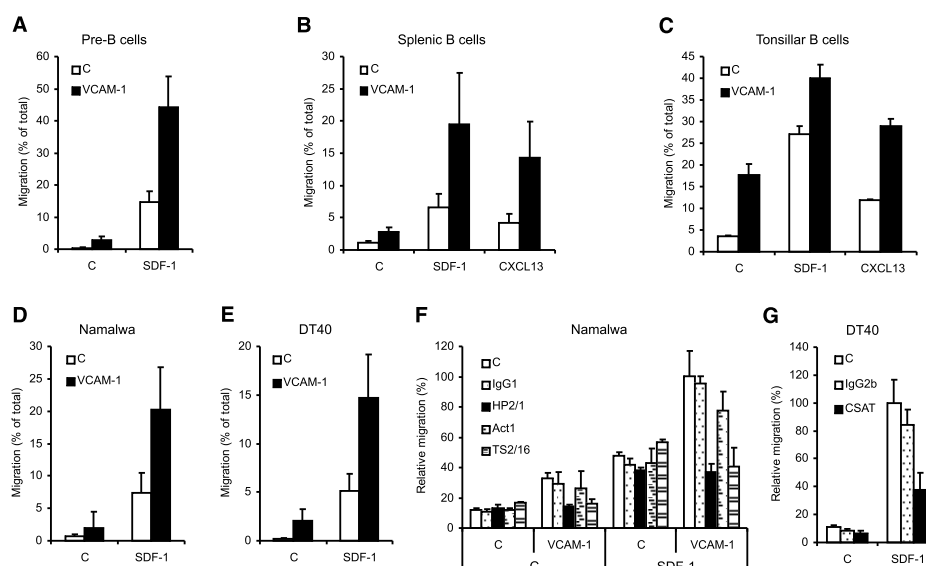 A
Pre-B cells
Migration (% of total)
60
50
40
30
20
10
0
C
VCAM-1
C
SDF-1
B
Splenic B cells
Migration (% of total)
30
25
20
15
10
5
0
C
VCAM-1
C
SDF-1
CXCL13
C
Tonsillar B cells
Migration (% of total)
45
40
35
30
25
20
15
10
5
0
C
VCAM-1
C
SDF-1
CXCL13
D
Namalwa
Migration (% of total)
30
25
20
15
10
5
0
C
VCAM-1
C
SDF-1
E
DT40
Migration (% of total)
20
15
10
5
0
C
VCAM-1
C
SDF-1
F
Namalwa
Relative migration (%)
120
100
80
60
40
20
0
C
IgG1
HP2/1
Act1
TS2/16
C
VCAM-1
C
VCAM-1
C
SDF-1
G
DT40
Relative migration (%)
140
120
100
80
60
40
20
0
C
IgG2b
CSAT
C
SDF-1